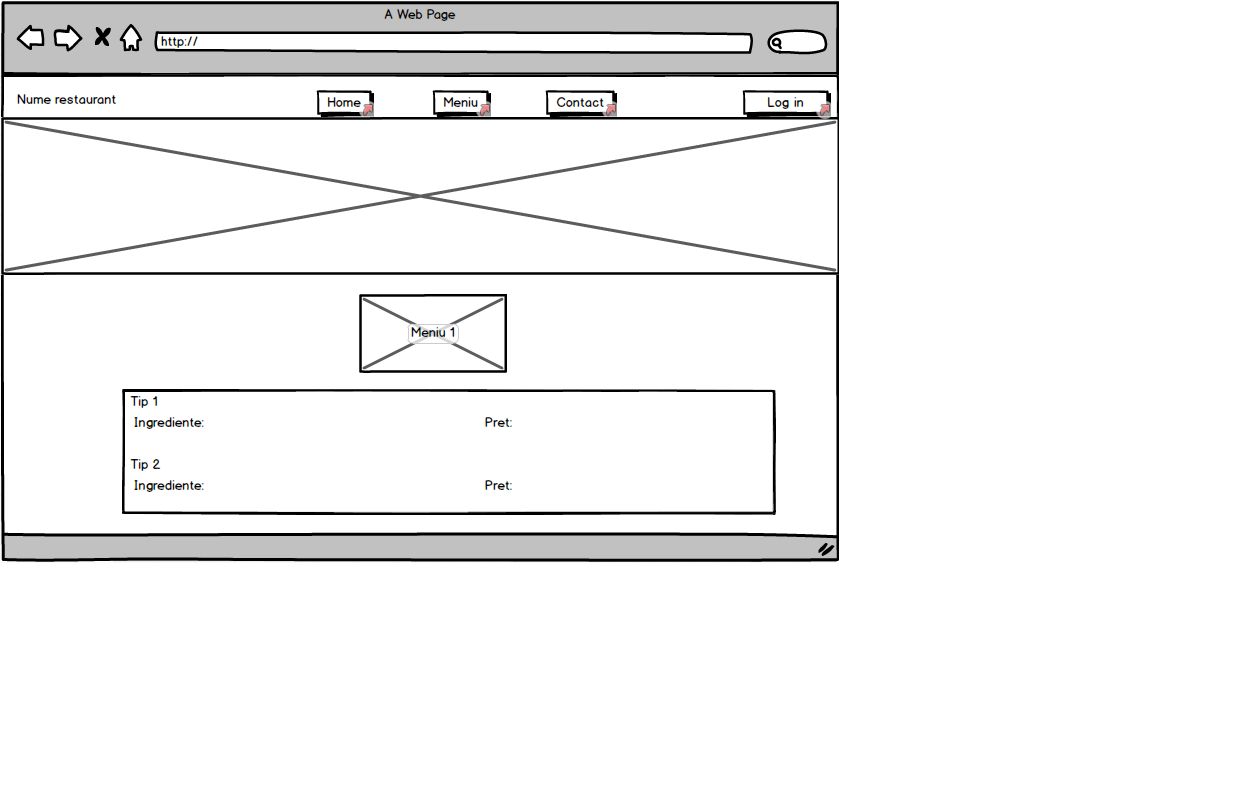 A Web Page
http://
Nume restaurant Home Meniu Contact Log in
Meniu 1
Tip 1
Ingrediente: Pret:
Tip 2
Ingrediente: Pret: